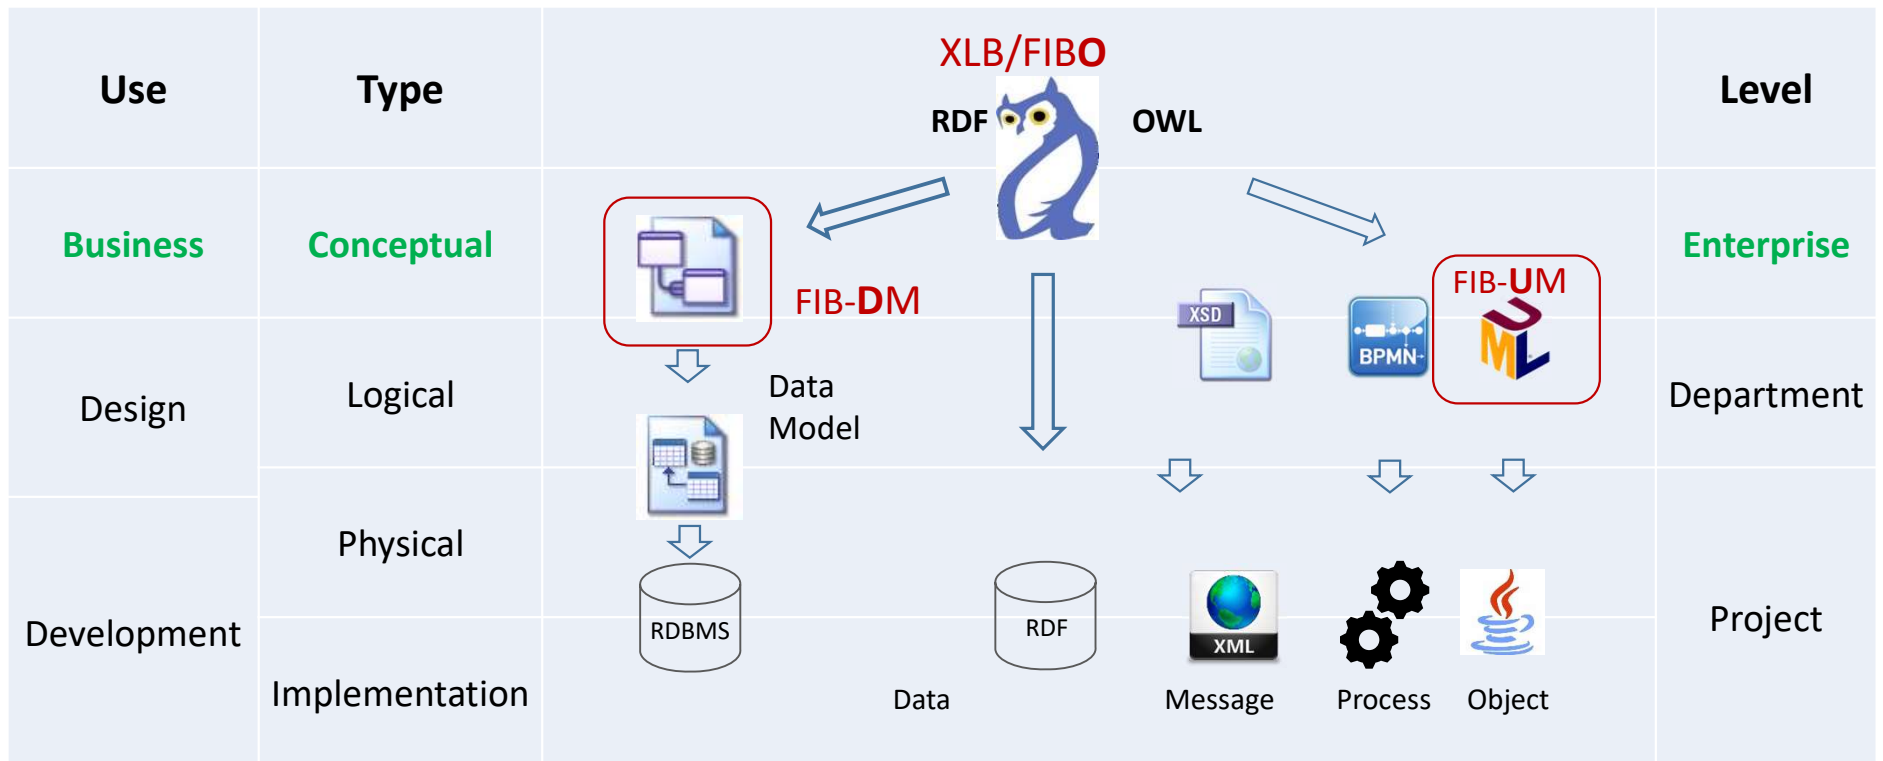 Use
Type
XLB/FIBO
RDF
OWL
Level
Business
Conceptual
FIB-DM
XSD
BPMN
FIB-UM
UML
Enterprise
Design
Logical
Data
Model
Department
Development
Physical
Implementation
RDBMS
RDF
XML
Data
Message
Process
Object
Project